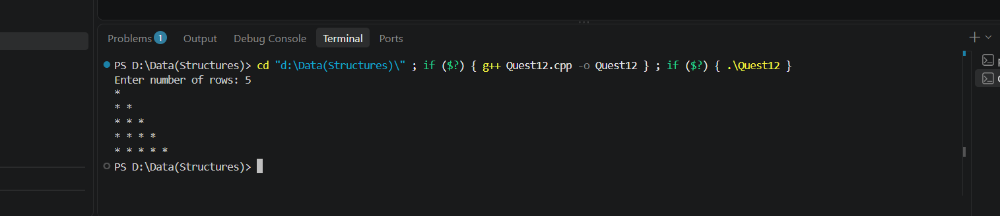 Problems 1 Output Debug Console Terminal Ports
PS D:\Data(Structures)> cd "d:\Data(Structures)\" ; if ($?) { g++ Quest12.cpp -o Quest12 } ; if ($?) { .\Quest12 }
Enter number of rows: 5
*
* *
* * *
* * * *
* * * * *
PS D:\Data(Structures)>